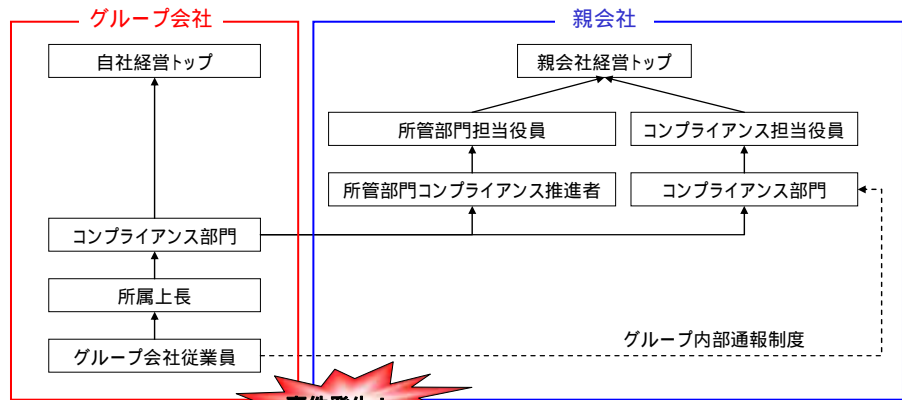 グループ会社
親会社
自社経営トップ
親会社経営トップ
所管部門担当役員
コンプライアンス担当役員
所管部門コンプライアンス推進者
コンプライアンス部門
コンプライアンス部門
所属上長
グループ内部通報制度
グループ会社従業員